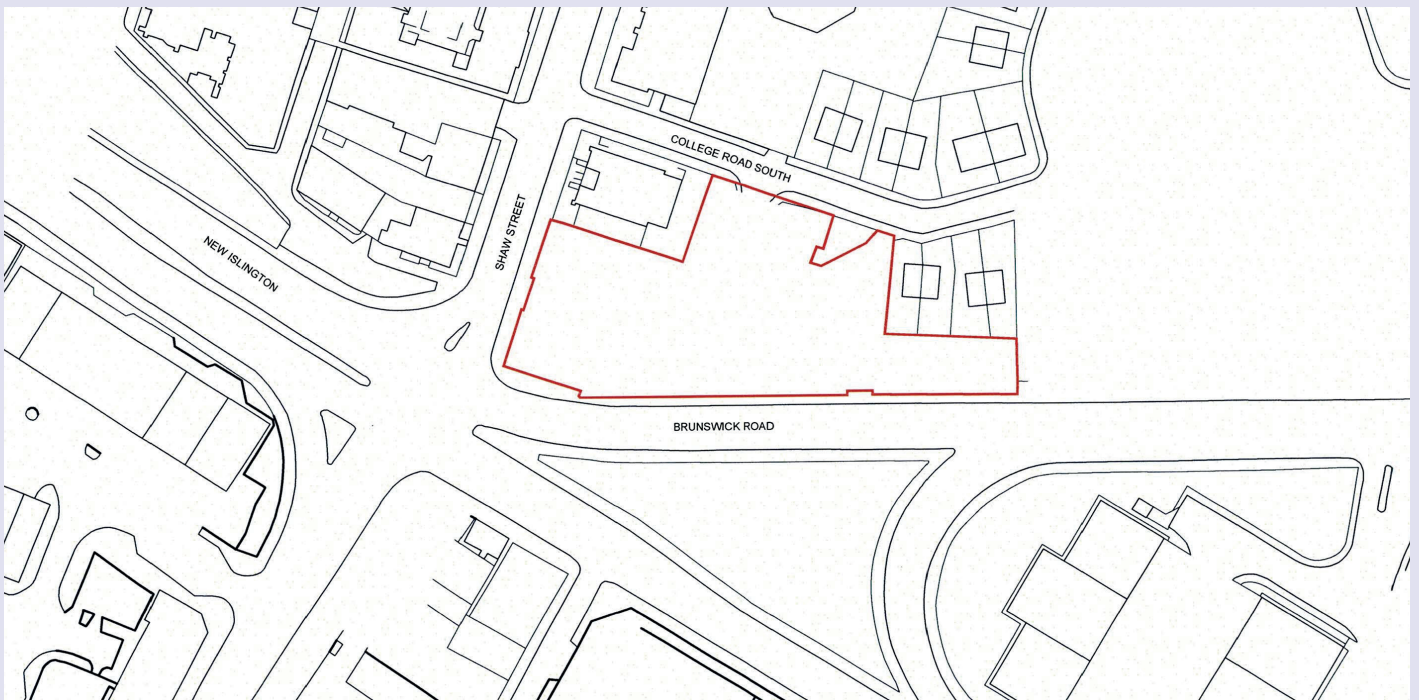 COLLEGE ROAD SOUTH
SHAW STREET
NEW ISLINGTON
BRUNSWICK ROAD